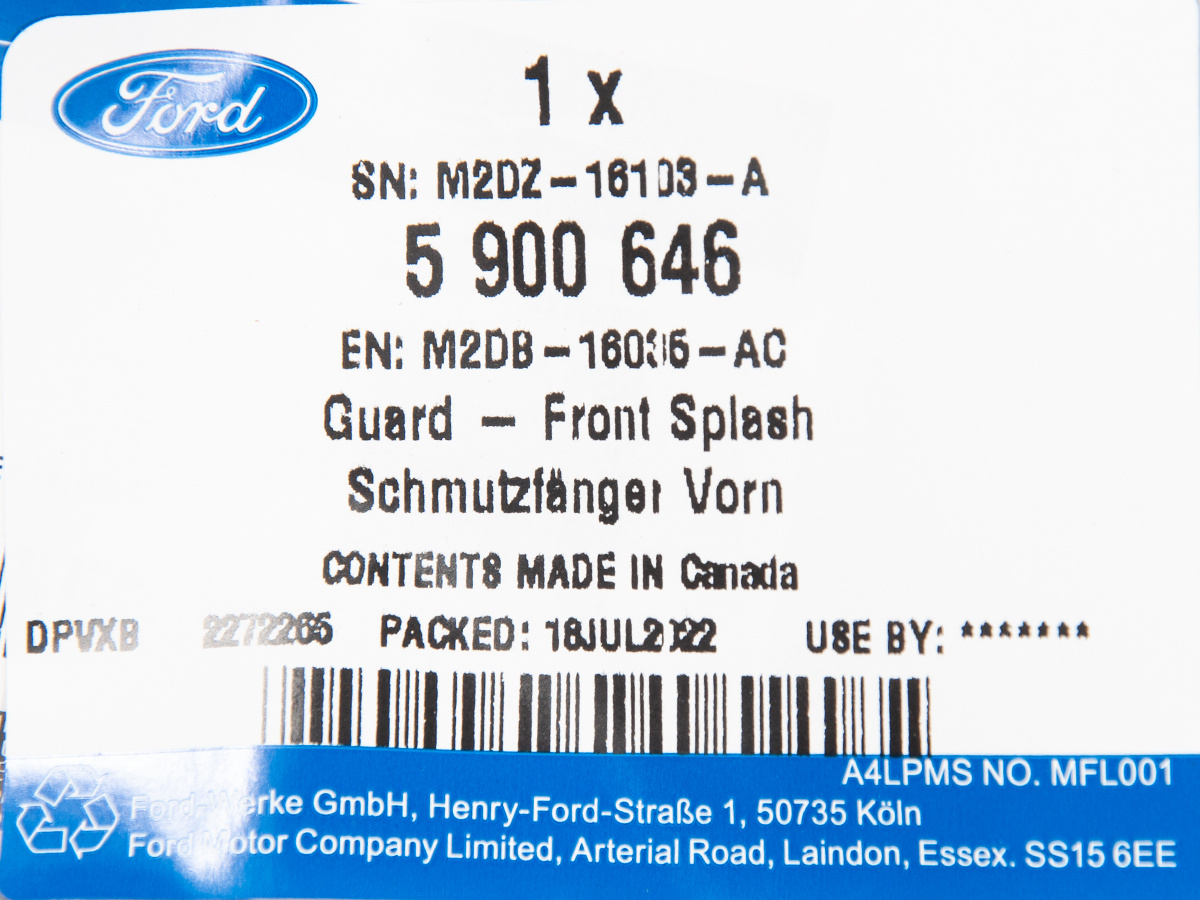 Ford
1 x
SN: M2DZ-16103-A
5 900 646
EN: M2DB-16036-AC
Guard - Front Splash
Schmutzfänger Vorn
CONTENTS MADE IN Canada
DPVXB 2272265 PACKED: 18JUL2022 USE BY: *******
A4LPMS NO. MFL001
Ford-Werke GmbH, Henry-Ford-Straße 1, 50735 Köln
Ford Motor Company Limited, Arterial Road, Laindon, Essex. SS15 6EE